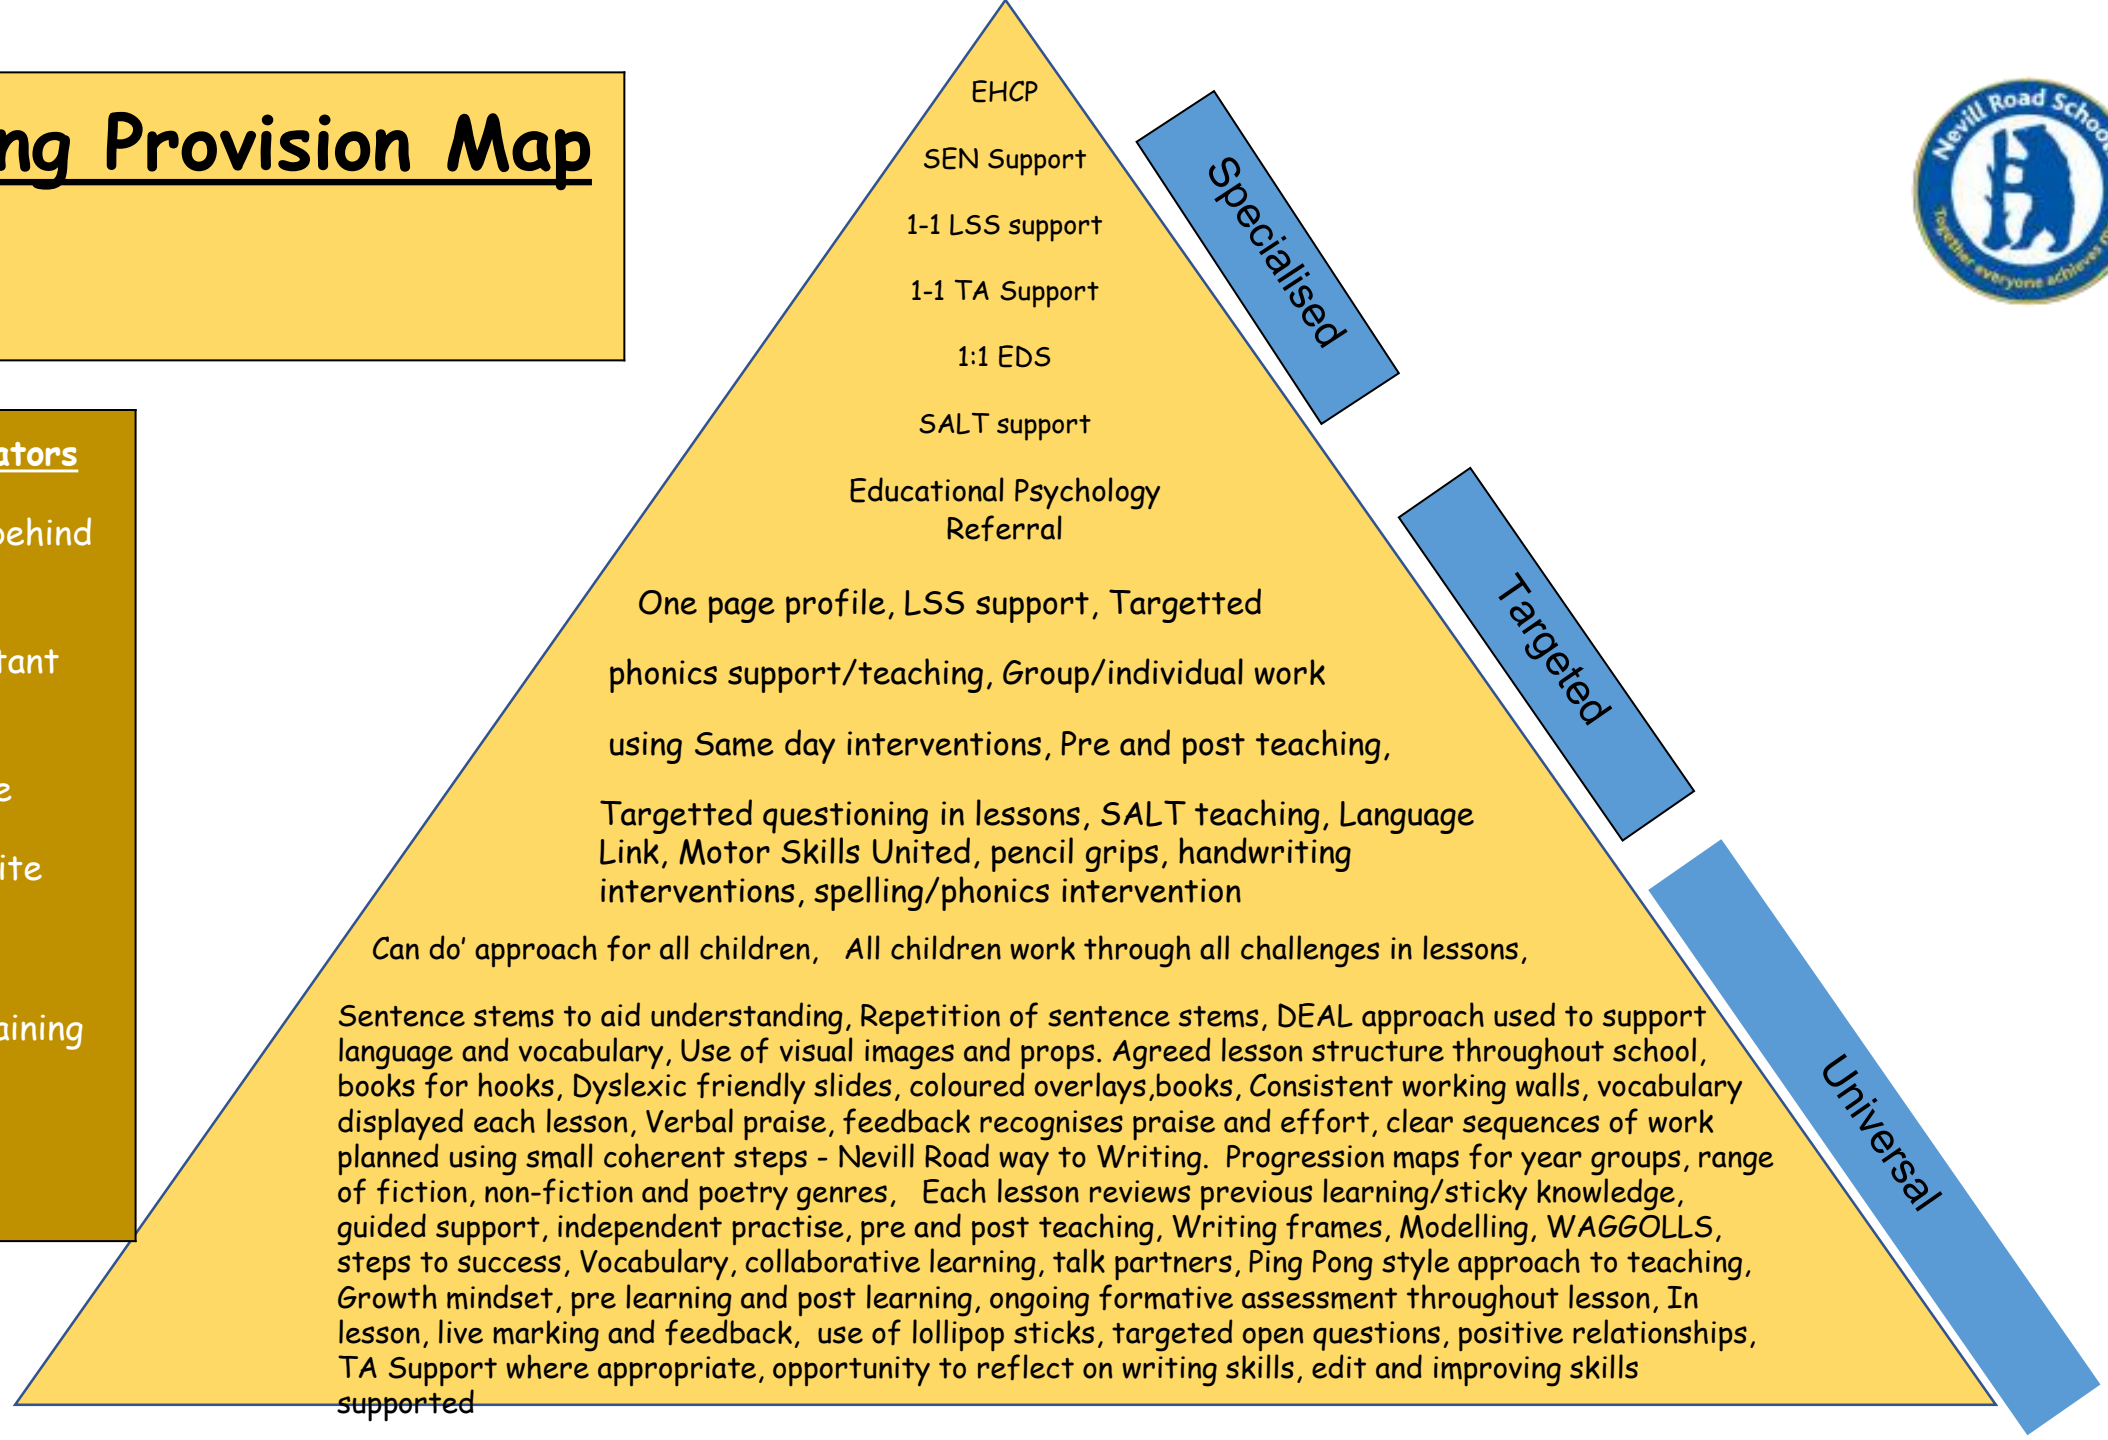 ng Provision Map
ators
behind
tant
e
ite
aining
EHCP
SEN Support
1-1 LSS support
1-1 TA Support
1:1 EDS
SALT support
Educational Psychology
Referral
One page profile, LSS support, Targetted
phonics support/teaching, Group/individual work
using Same day interventions, Pre and post teaching,
Targetted questioning in lessons, SALT teaching, Language
Link, Motor Skills United, pencil grips, handwriting
interventions, spelling/phonics intervention
Can do’ approach for all children,   All children work through all challenges in lessons,
Sentence stems to aid understanding, Repetition of sentence stems, DEAL approach used to support
language and vocabulary, Use of visual images and props. Agreed lesson structure throughout school,
books for hooks, Dyslexic friendly slides, coloured overlays,books, Consistent working walls, vocabulary
displayed each lesson, Verbal praise, feedback recognises praise and effort, clear sequences of work
planned using small coherent steps - Nevill Road way to Writing.  Progression maps for year groups, range
of fiction, non-fiction and poetry genres,   Each lesson reviews previous learning/sticky knowledge,
guided support, independent practise, pre and post teaching, Writing frames, Modelling, WAGGOLLS,
steps to success, Vocabulary, collaborative learning, talk partners, Ping Pong style approach to teaching,
Growth mindset, pre learning and post learning, ongoing formative assessment throughout lesson, In
lesson, live marking and feedback,  use of lollipop sticks, targeted open questions, positive relationships,
TA Support where appropriate, opportunity to reflect on writing skills, edit and improving skills
supported
Specialised
Targeted
Universal
Nevill Road School
Together everyone achieves